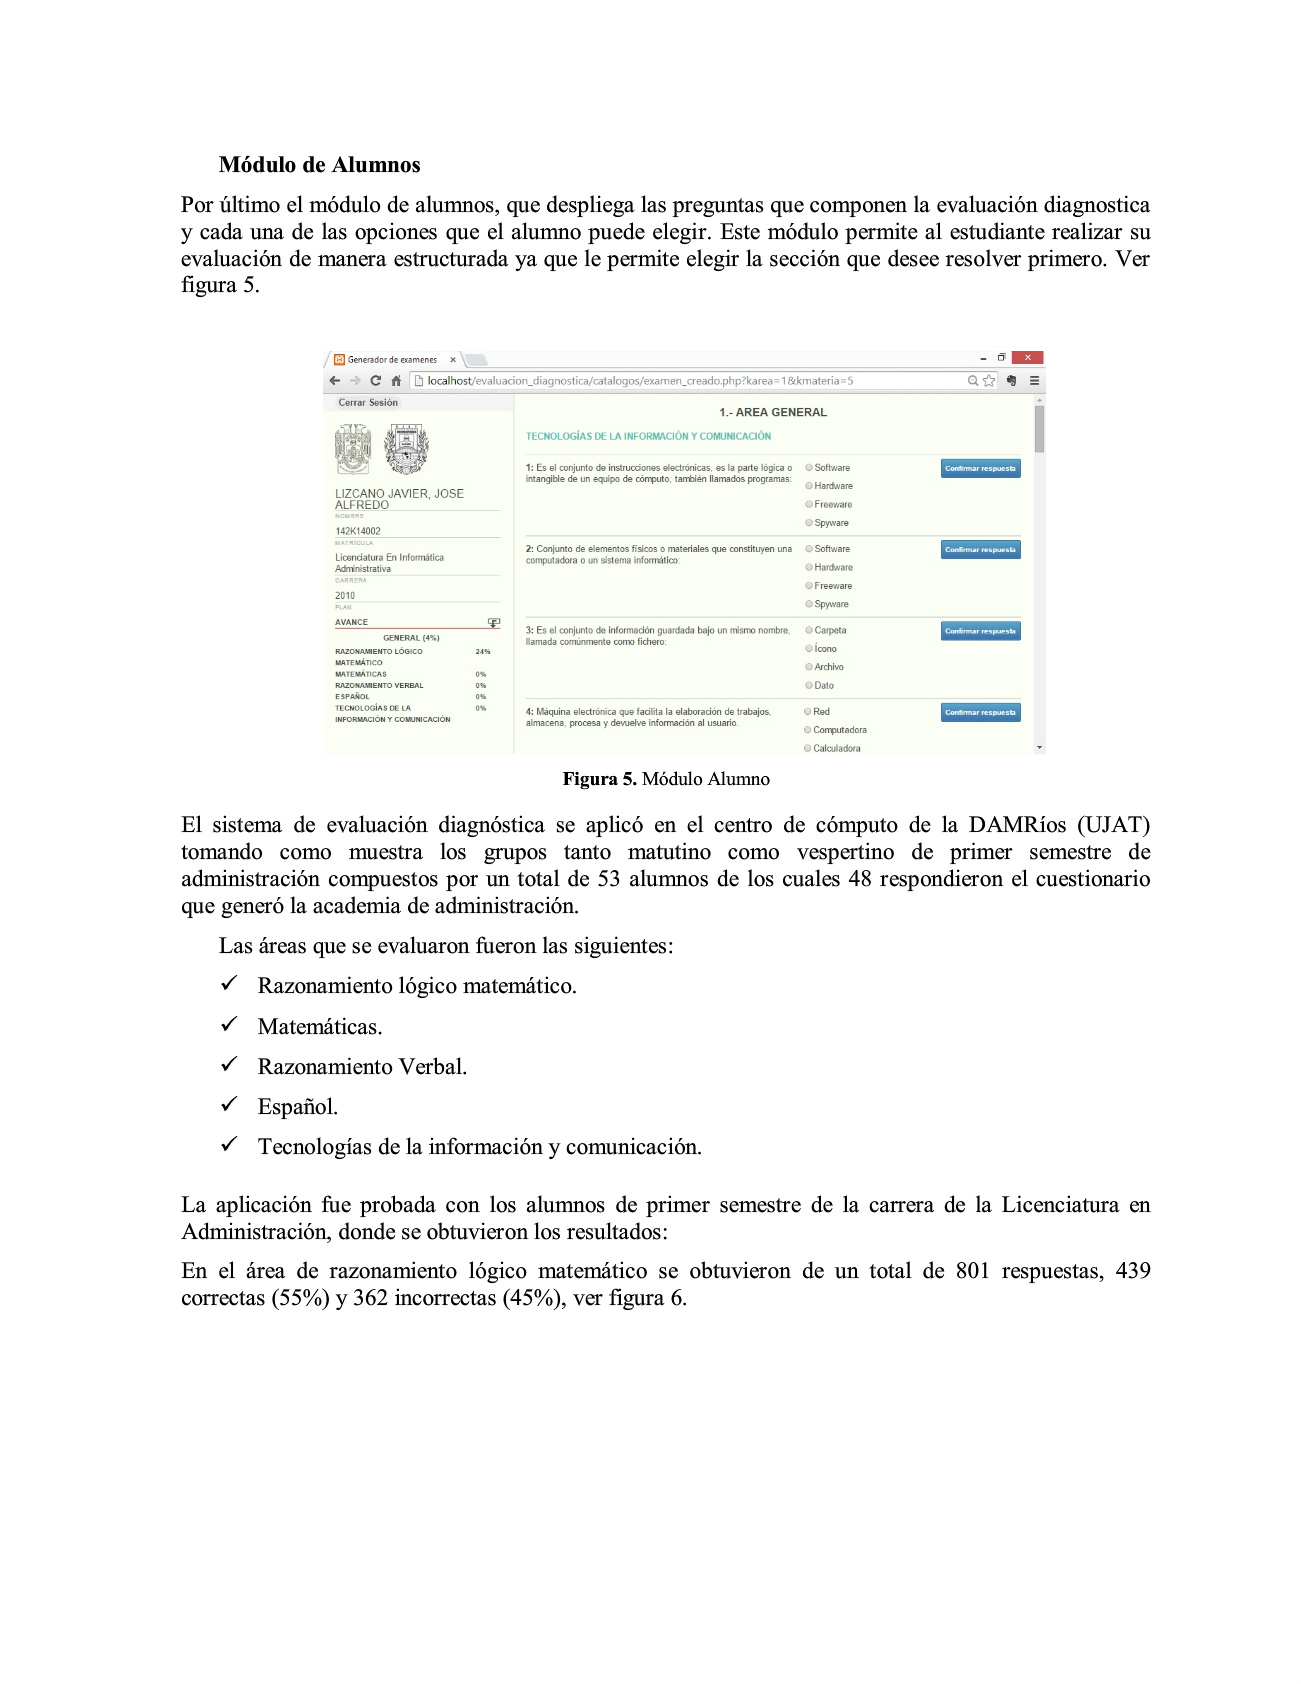 Módulo de Alumnos
Por último el módulo de alumnos, que despliega las preguntas que componen la evaluación diagnostica
y cada una de las opciones que el alumno puede elegir. Este módulo permite al estudiante realizar su
evaluación de manera estructurada ya que le permite elegir la sección que desee resolver primero. Ver
figura 5.
Generador de examenes
localhost/evaluacion_diagnostica/catalogos/examen_creado.php?karea=1&kmateria=5
Cerrar Sesión
LIZCANO JAVIER, JOSE
ALFREDO
NOMBRE
142K14002
MATRÍCULA
Licenciatura En Informática
Administrativa
CARRERA
2010
PLAN
AVANCE
GENERAL (4%)
RAZONAMIENTO LÓGICO 24%
MATEMÁTICO
MATEMÁTICAS 0%
RAZONAMIENTO VERBAL 0%
ESPAÑOL 0%
TECNOLOGÍAS DE LA 0%
INFORMACIÓN Y COMUNICACIÓN
1.- AREA GENERAL
TECNOLOGÍAS DE LA INFORMACIÓN Y COMUNICACIÓN
1: Es el conjunto de instrucciones electrónicas, es la parte lógica o
intangible de un equipo de cómputo, también llamados programas:
Software
Hardware
Freeware
Spyware
Confirmar respuesta
2: Conjunto de elementos físicos o materiales que constituyen una
computadora o un sistema informático:
Software
Hardware
Freeware
Spyware
Confirmar respuesta
3: Es el conjunto de información guardada bajo un mismo nombre,
llamada comúnmente como fichero:
Carpeta
Ícono
Archivo
Dato
Confirmar respuesta
4: Máquina electrónica que facilita la elaboración de trabajos,
almacena, procesa y devuelve información al usuario.
Red
Computadora
Calculadora
Confirmar respuesta
Figura 5. Módulo Alumno
El sistema de evaluación diagnóstica se aplicó en el centro de cómputo de la DAMRíos (UJAT)
tomando como muestra los grupos tanto matutino como vespertino de primer semestre de
administración compuestos por un total de 53 alumnos de los cuales 48 respondieron el cuestionario
que generó la academia de administración.
Las áreas que se evaluaron fueron las siguientes:
✓ Razonamiento lógico matemático.
✓ Matemáticas.
✓ Razonamiento Verbal.
✓ Español.
✓ Tecnologías de la información y comunicación.
La aplicación fue probada con los alumnos de primer semestre de la carrera de la Licenciatura en
Administración, donde se obtuvieron los resultados:
En el área de razonamiento lógico matemático se obtuvieron de un total de 801 respuestas, 439
correctas (55%) y 362 incorrectas (45%), ver figura 6.